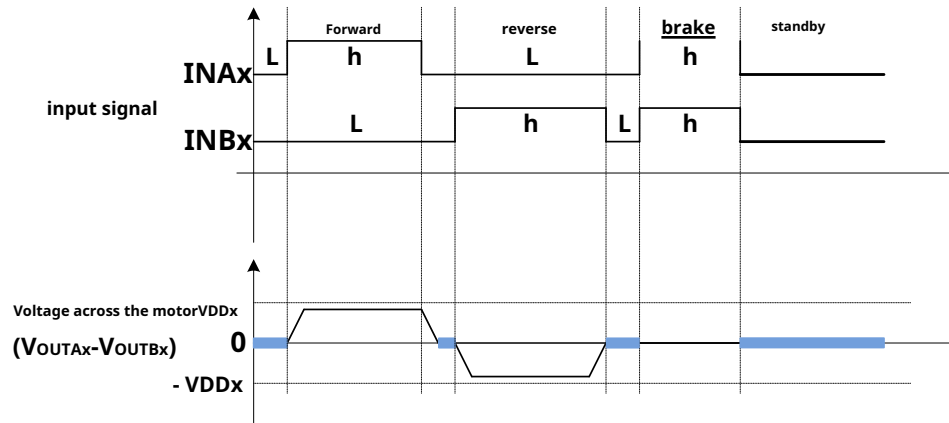 Forward reverse brake standby
L h L h
INAx
input signal
L h L h
INBx
Voltage across the motorVDDx
(VOUTAx-VOUTBx) 0
- VDDx